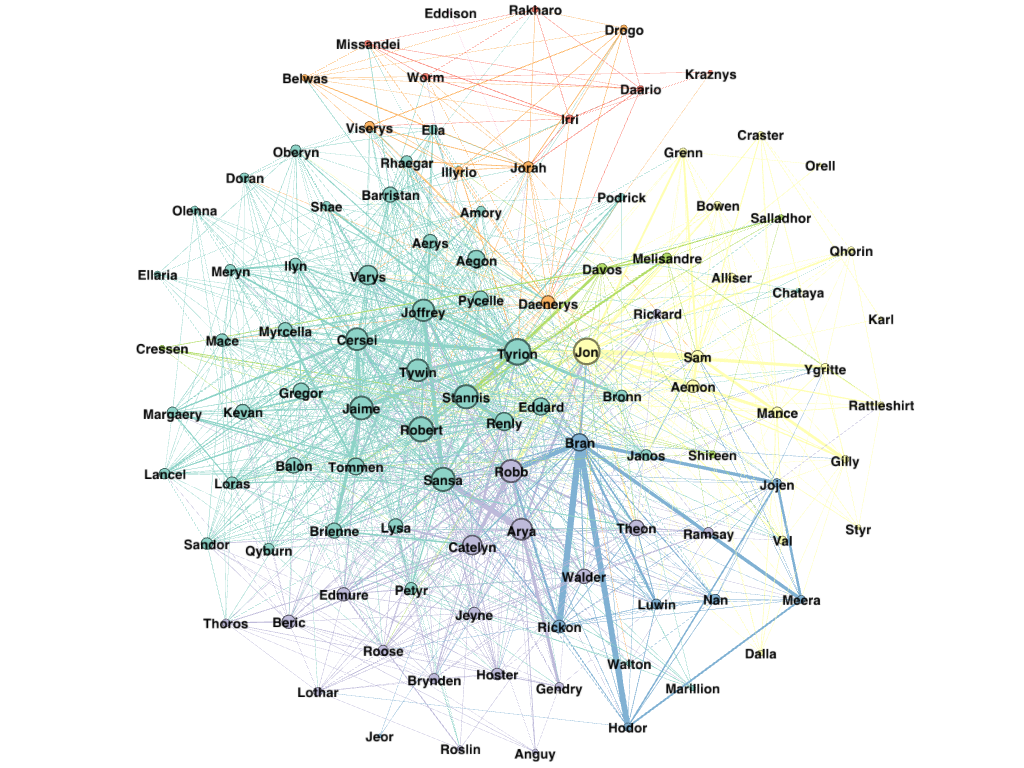 Eddison
Rakharo
Drogo
Missandei
Belwas
Worm
Kraznys
Daario
Irri
Viserys
Elia
Craster
Oberyn
Rhaegar
Illyrio
Jorah
Grenn
Orell
Doran
Barristan
Podrick
Bowen
Olenna
Shae
Amory
Salladhor
Aerys
Aegon
Qhorin
Ellaria
Meryn
Ilyn
Varys
Davos
Melisandre
Alliser
Chataya
Pycelle
Daenerys
Rickard
Joffrey
Karl
Mace
Myrcella
Cersei
Cressen
Tyrion
Jon
Sam
Ygritte
Tywin
Aemon
Gregor
Stannis
Bronn
Margaery
Kevan
Jaime
Eddard
Mance
Rattleshirt
Robert
Renly
Bran
Janos
Shireen
Gilly
Lancel
Loras
Balon
Tommen
Sansa
Robb
Jojen
Sandor
Qyburn
Brienne
Lysa
Arya
Theon
Ramsay
Val
Styr
Catelyn
Walder
Edmure
Petyr
Luwin
Nan
Meera
Thoros
Beric
Jeyne
Rickon
Roose
Walton
Dalla
Lothar
Brynden
Hoster
Gendry
Marillion
Jeor
Roslin
Anguy
Hodor